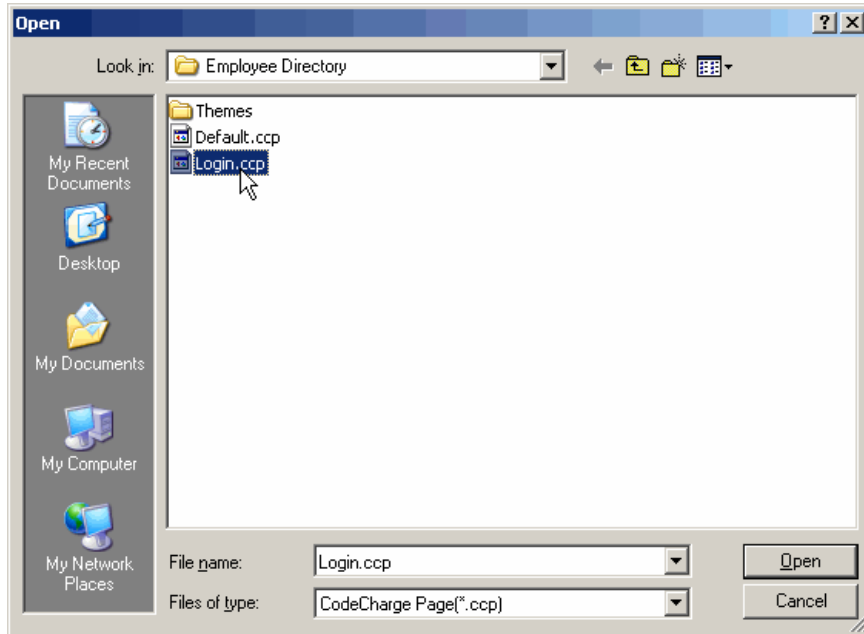 Open
Look in: Employee Directory
Themes
Default.ccp
Login.ccp
My Recent
Documents
Desktop
My Documents
My Computer
My Network
Places
File name: Login.ccp Open
Files of type: CodeCharge Page(*.ccp) Cancel